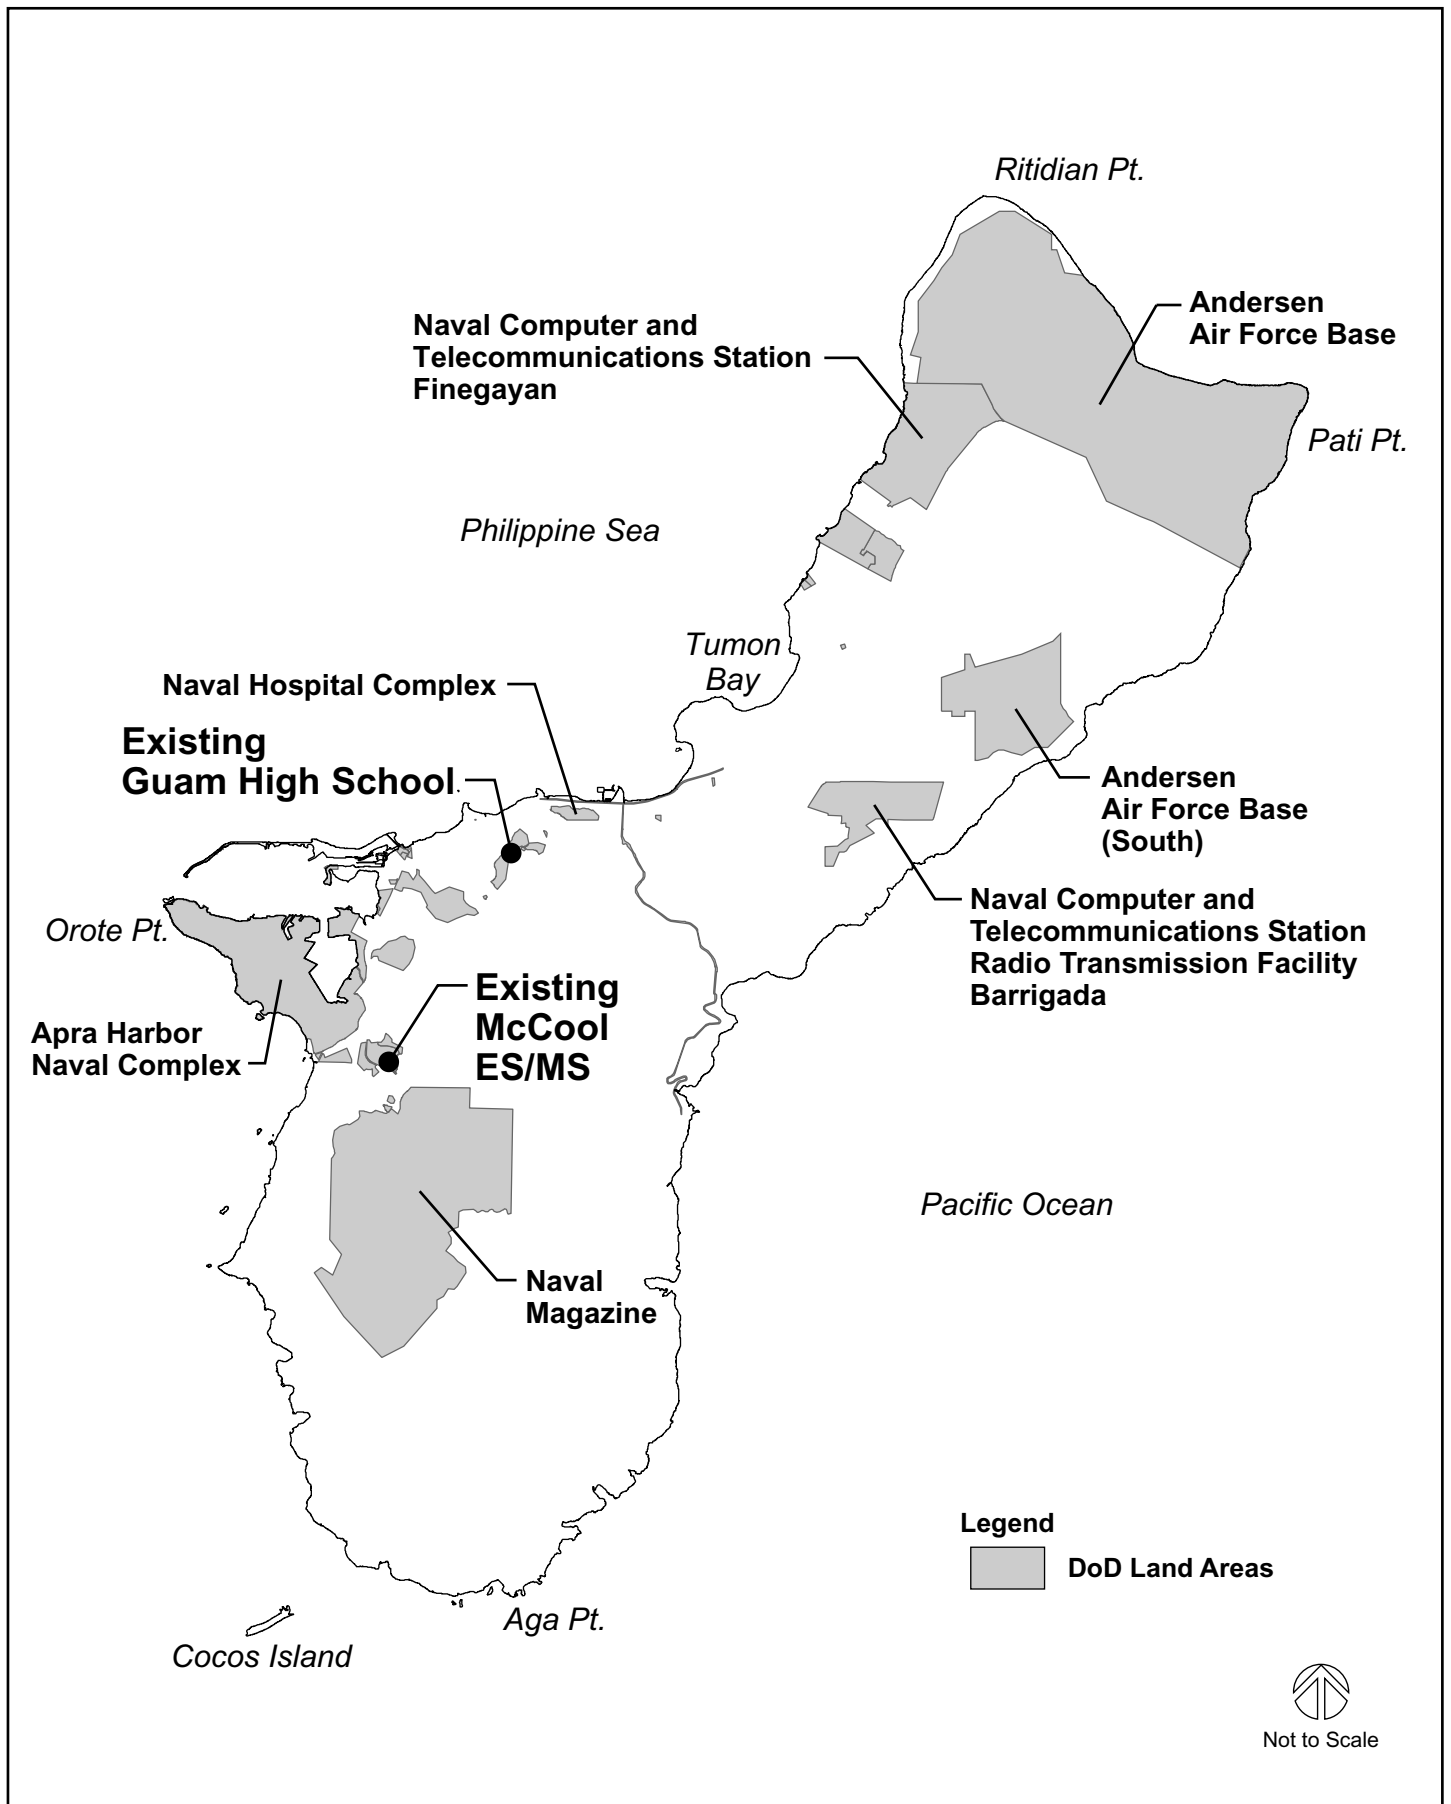 Ritidian Pt.
Andersen
Air Force Base
Naval Computer and
Telecommunications Station
Finegayan
Pati Pt.
Philippine Sea
Tumon
Bay
Naval Hospital Complex
Existing
Guam High School
Andersen
Air Force Base
(South)
Naval Computer and
Telecommunications Station
Radio Transmission Facility
Barrigada
Orote Pt.
Existing
McCool
ES/MS
Apra Harbor
Naval Complex
Pacific Ocean
Naval
Magazine
Legend
DoD Land Areas
Aga Pt.
Cocos Island
Not to Scale